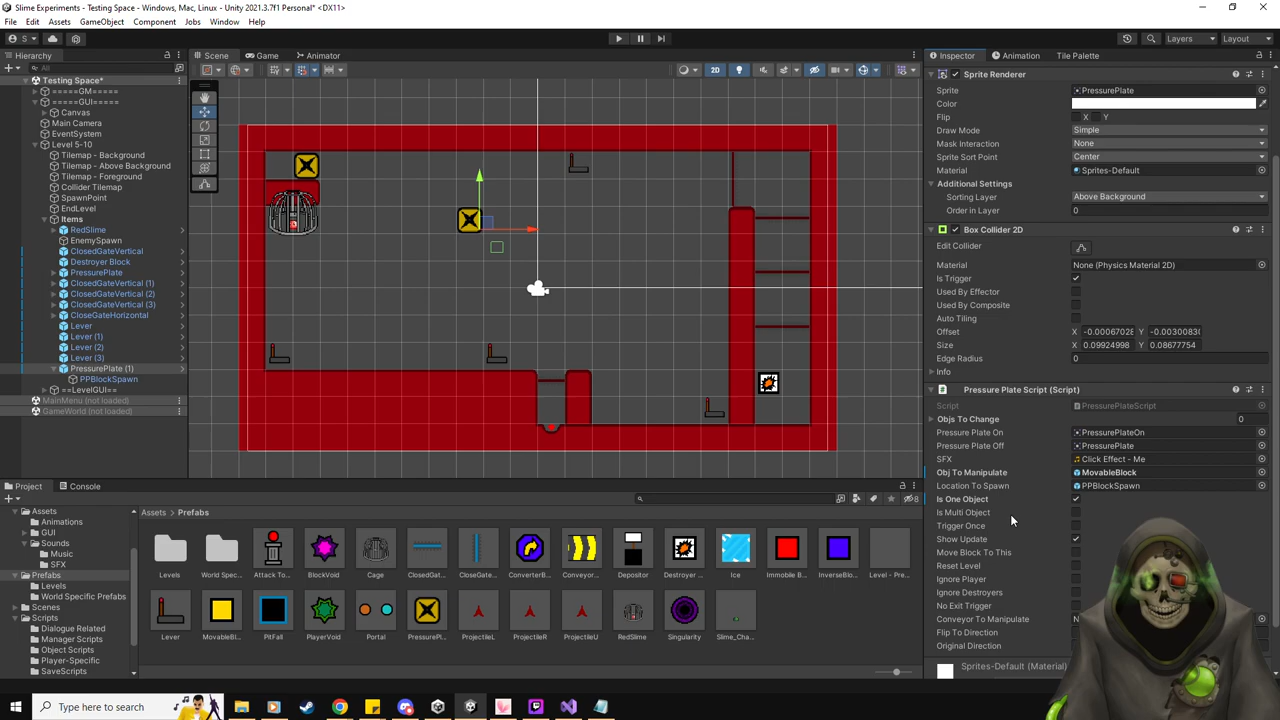 Slime Experiments - Testing Space - Windows, Mac, Linux - Unity 2021.3.7f1 Personal* <DX11>
File Edit Assets GameObject Component Jobs Window Help
S
Layers Layout
Hierarchy
All
Testing Space*
=====GM=====
=====GUI=====
Canvas
Main Camera
EventSystem
Level 5-10
Tilemap - Background
Tilemap - Above Background
Tilemap - Foreground
Collider Tilemap
SpawnPoint
EndLevel
Items
RedSlime
EnemySpawn
ClosedGateVertical
Destroyer Block
PressurePlate
ClosedGateVertical (1)
ClosedGateVertical (2)
ClosedGateVertical (3)
CloseGateHorizontal
Lever
Lever (1)
Lever (2)
Lever (3)
PressurePlate (1)
PPBlockSpawn
==LevelGUI==
MainMenu (not loaded)
GameWorld (not loaded)
Scene Game Animator
2D
Inspector Animation Tile Palette
Sprite Renderer
Sprite PressurePlate
Color
Flip X Y
Draw Mode Simple
Mask Interaction None
Sprite Sort Point Center
Material Sprites-Default
Additional Settings
Sorting Layer Above Background
Order in Layer 0
Box Collider 2D
Edit Collider
Material None (Physics Material 2D)
Is Trigger
Used By Effector
Used By Composite
Auto Tiling
Offset X -0.00067028 Y -0.00300830
Size X 0.09924998 Y 0.08677754
Edge Radius 0
Info
Pressure Plate Script (Script)
Script PressurePlateScript
Objs To Change 0
Pressure Plate On PressurePlateOn
Pressure Plate Off PressurePlate
SFX Click Effect - Me
Obj To Manipulate MovableBlock
Location To Spawn PPBlockSpawn
Is One Object
Is Multi Object
Trigger Once
Show Update
Move Block To This
Reset Level
Ignore Player
Ignore Destroyers
No Exit Trigger
Conveyor To Manipulate N
Flip To Direction
Original Direction
Sprites-Default (Material)
Project Console
8
Assets
Animations
GUI
Sounds
Music
SFX
Prefabs
Levels
World Specific Prefabs
Scenes
Scripts
Dialogue Related
Manager Scripts
Object Scripts
Player-Specific
SaveScripts
Assets > Prefabs
Levels World Spec... Attack To... BlockVoid Cage ClosedGat... CloseGate... ConverterB... Conveyor... Depositor Destroyer ... Ice Immobile B... InverseBlo... Level - Pre...
Lever MovableBl... PitFall PlayerVoid Portal PressurePl... ProjectileL ProjectileR ProjectileU RedSlime Singularity Slime_Cha...
Type here to search